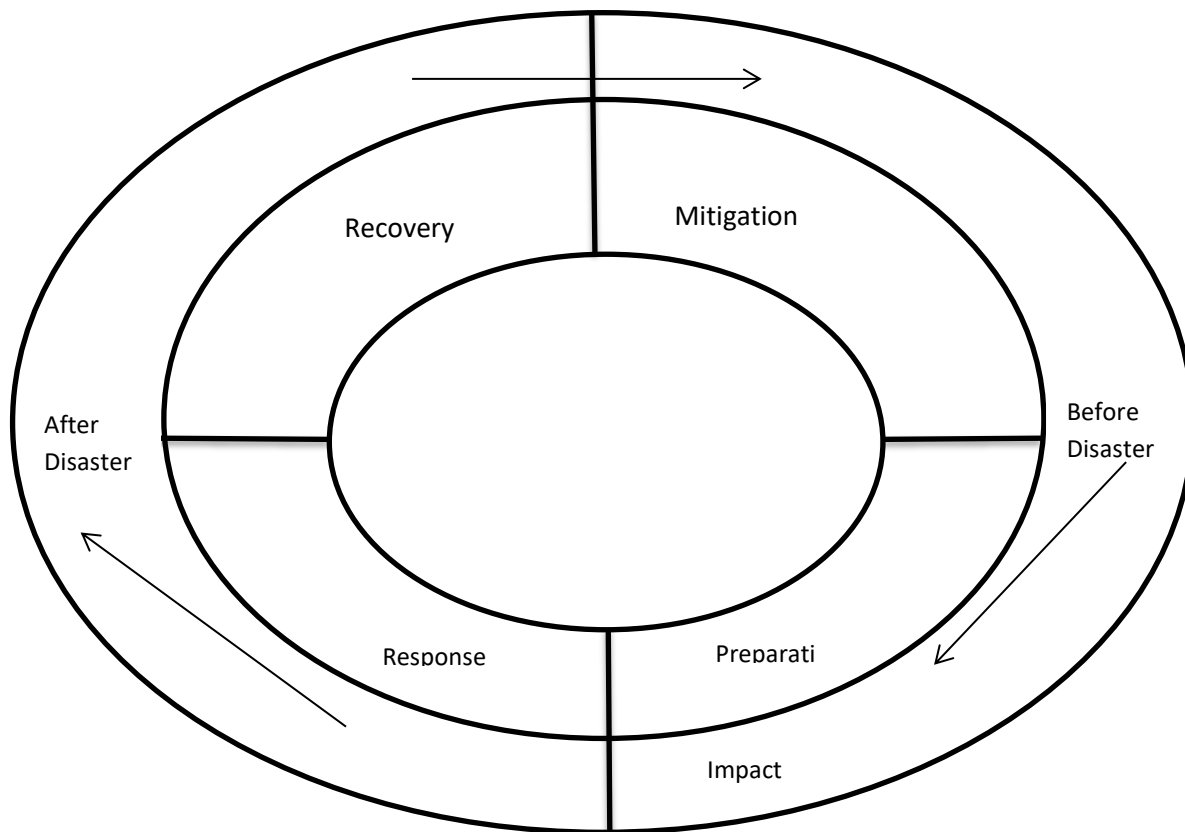 Recovery
Mitigation
After
Disaster
Before
Disaster
Response
Preparati
Impact